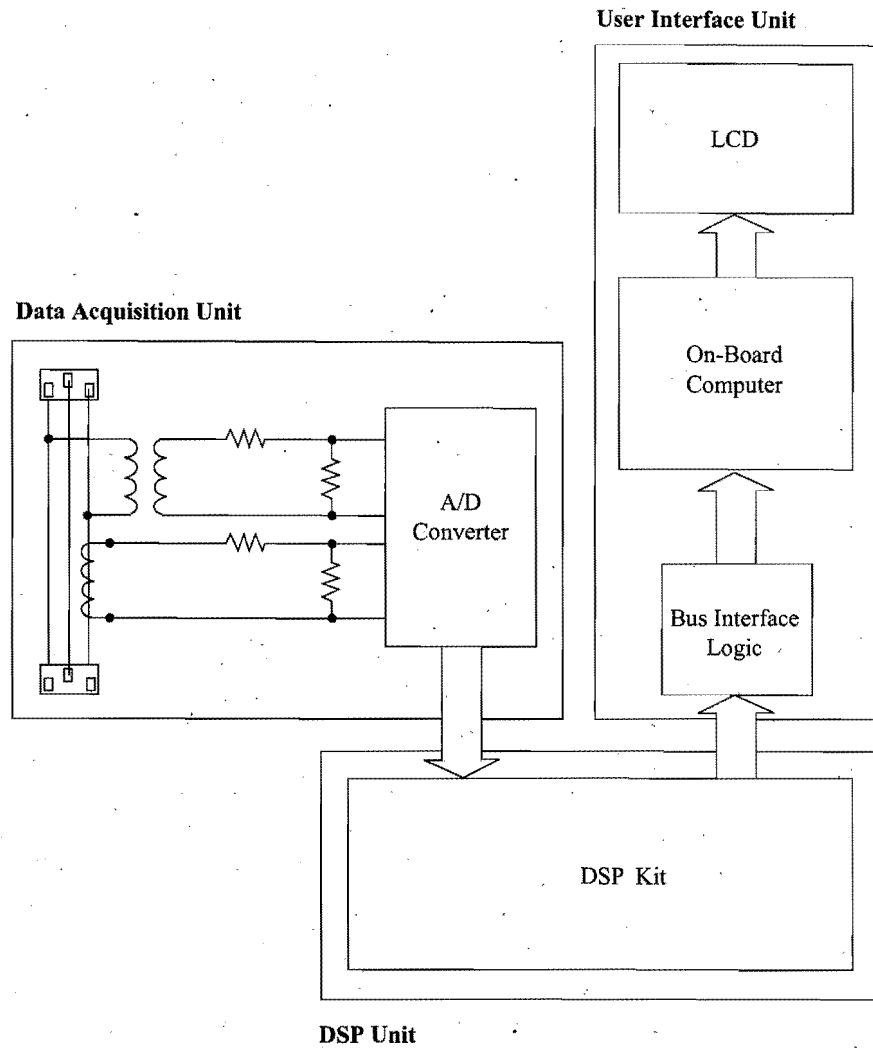 User Interface Unit
LCD
On-Board
Computer
Bus Interface
Logic
Data Acquisition Unit
A/D
Converter
DSP Kit
DSP Unit